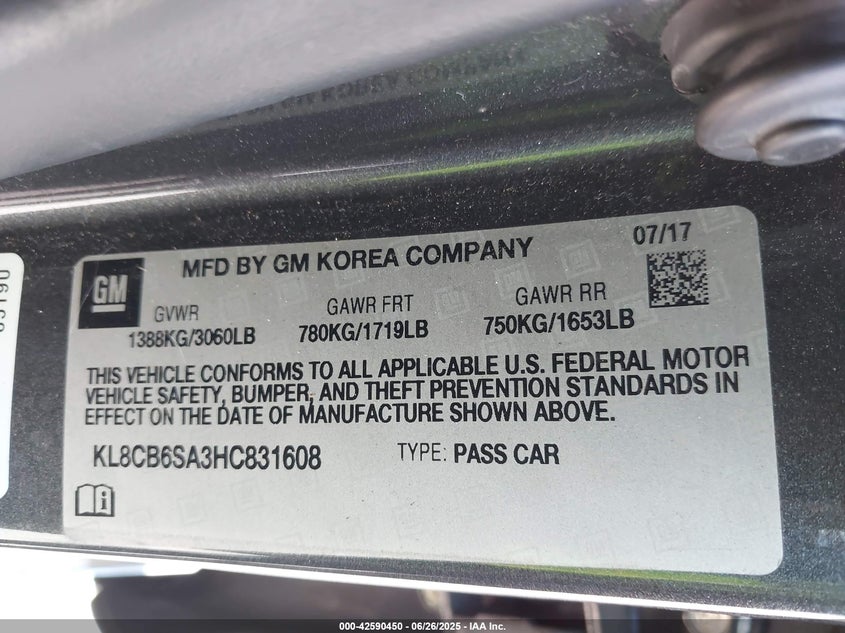 MFD BY GM KOREA COMPANY
07/17
GM
GVWR
1388KG/3060LB
GAWR FRT
780KG/1719LB
GAWR RR
750KG/1653LB
THIS VEHICLE CONFORMS TO ALL APPLICABLE U.S. FEDERAL MOTOR
VEHICLE SAFETY, BUMPER, AND THEFT PREVENTION STANDARDS IN
EFFECT ON THE DATE OF MANUFACTURE SHOWN ABOVE.
KL8CB6SA3HC831608
TYPE: PASS CAR
000-42590450 - 06/26/2025 - IAA Inc.